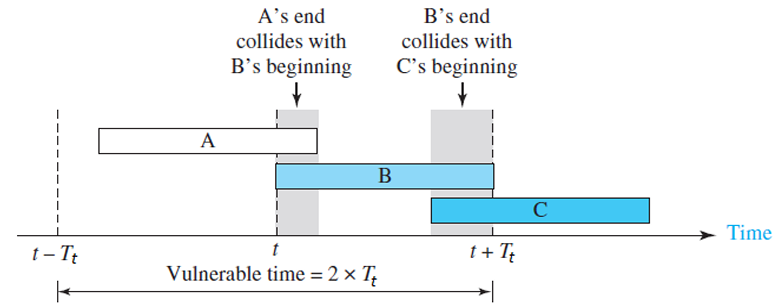 A's end
collides with
B's beginning
B's end
collides with
C's beginning
A
B
C
Time
t – Tt
t
t + Tt
Vulnerable time = 2 × Tt